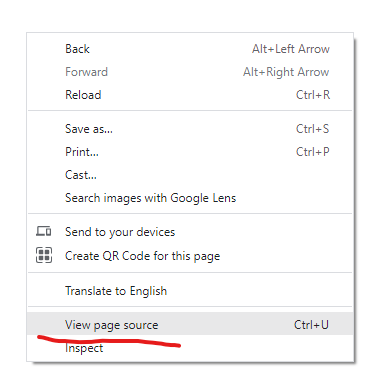 Back Alt+Left Arrow
Forward Alt+Right Arrow
Reload Ctrl+R
Save as... Ctrl+S
Print... Ctrl+P
Cast...
Search images with Google Lens
Send to your devices
Create QR Code for this page
Translate to English
View page source Ctrl+U
Inspect